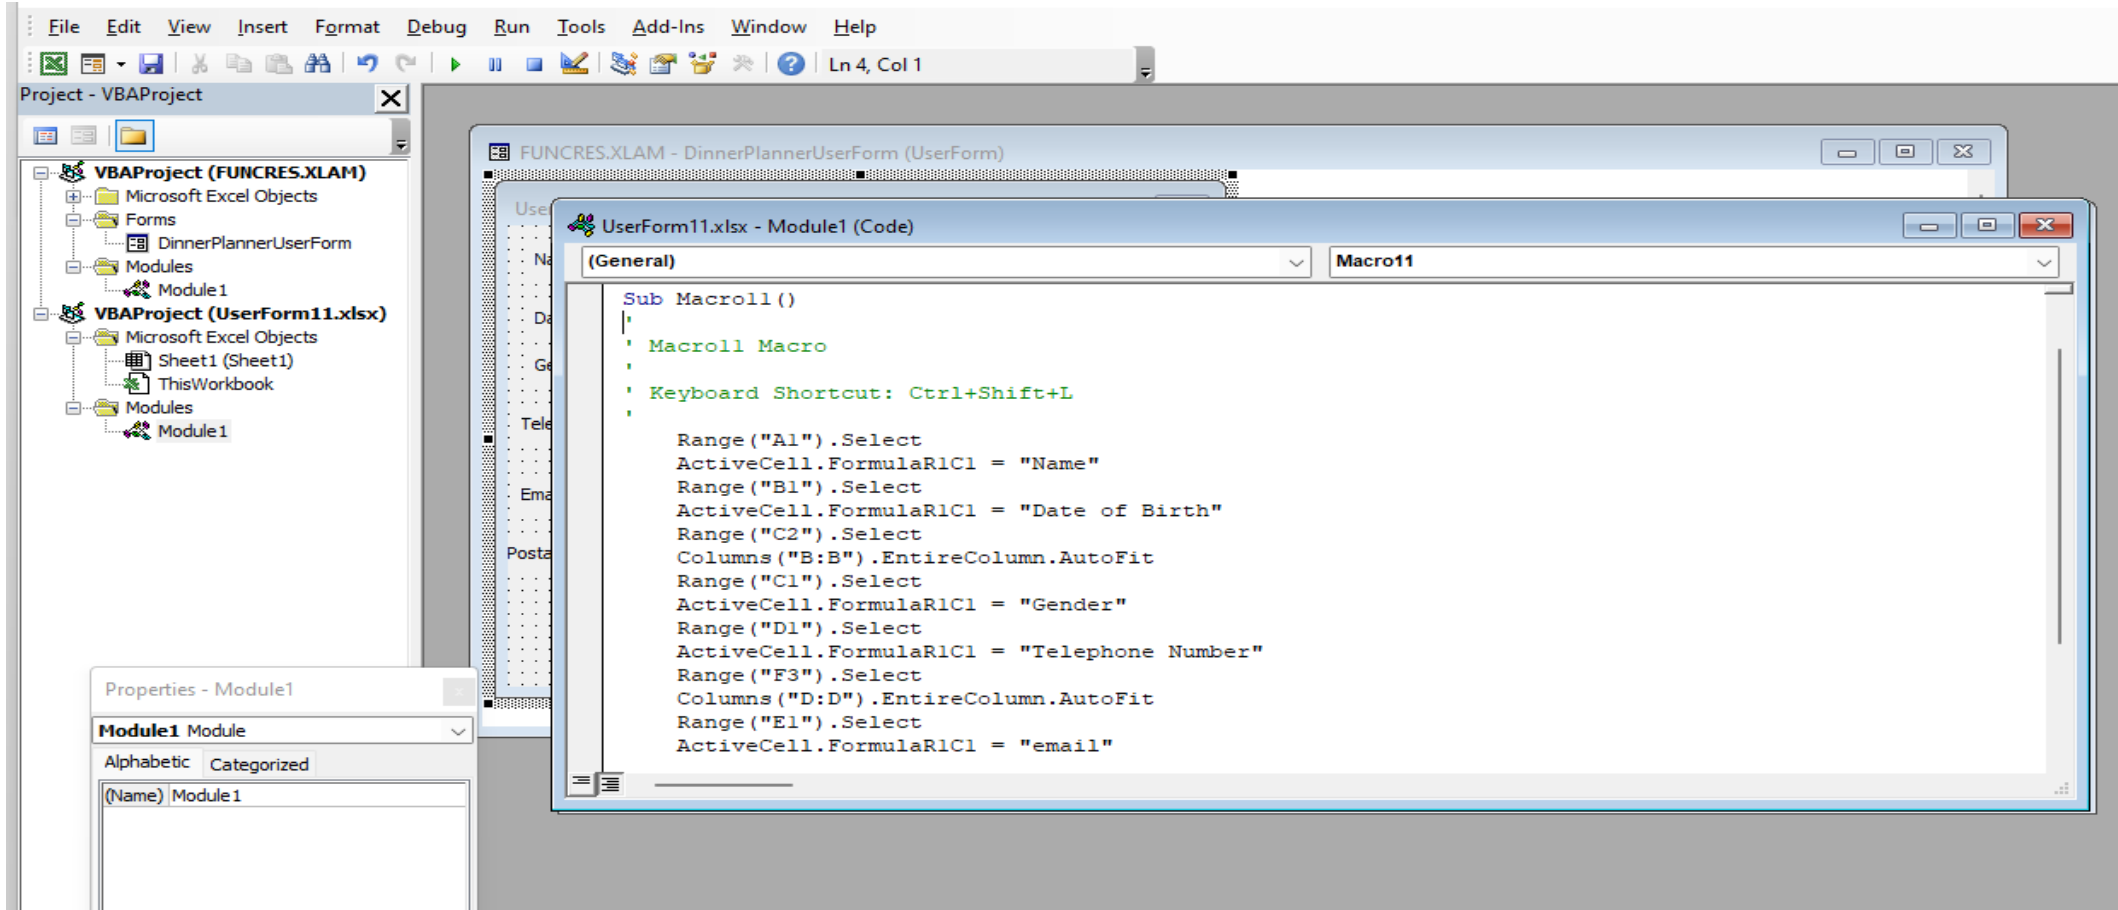 File Edit View Insert Format Debug Run Tools Add-Ins Window Help
Ln 4, Col 1
Project - VBAProject
VBAProject (FUNCRES.XLAM)
Microsoft Excel Objects
Forms
DinnerPlannerUserForm
Modules
Module1
VBAProject (UserForm11.xlsx)
Microsoft Excel Objects
Sheet1 (Sheet1)
ThisWorkbook
Modules
Module1
Properties - Module1
Module1 Module
Alphabetic Categorized
(Name) Module1
FUNCRES.XLAM - DinnerPlannerUserForm (UserForm)
User
Na
Da
Ge
Tele
Ema
Posta
UserForm11.xlsx - Module1 (Code)
(General) Macro11
Sub Macro11()
'
' Macro11 Macro
'
' Keyboard Shortcut: Ctrl+Shift+L
'
Range("A1").Select
ActiveCell.FormulaR1C1 = "Name"
Range("B1").Select
ActiveCell.FormulaR1C1 = "Date of Birth"
Range("C2").Select
Columns("B:B").EntireColumn.AutoFit
Range("C1").Select
ActiveCell.FormulaR1C1 = "Gender"
Range("D1").Select
ActiveCell.FormulaR1C1 = "Telephone Number"
Range("F3").Select
Columns("D:D").EntireColumn.AutoFit
Range("E1").Select
ActiveCell.FormulaR1C1 = "email"